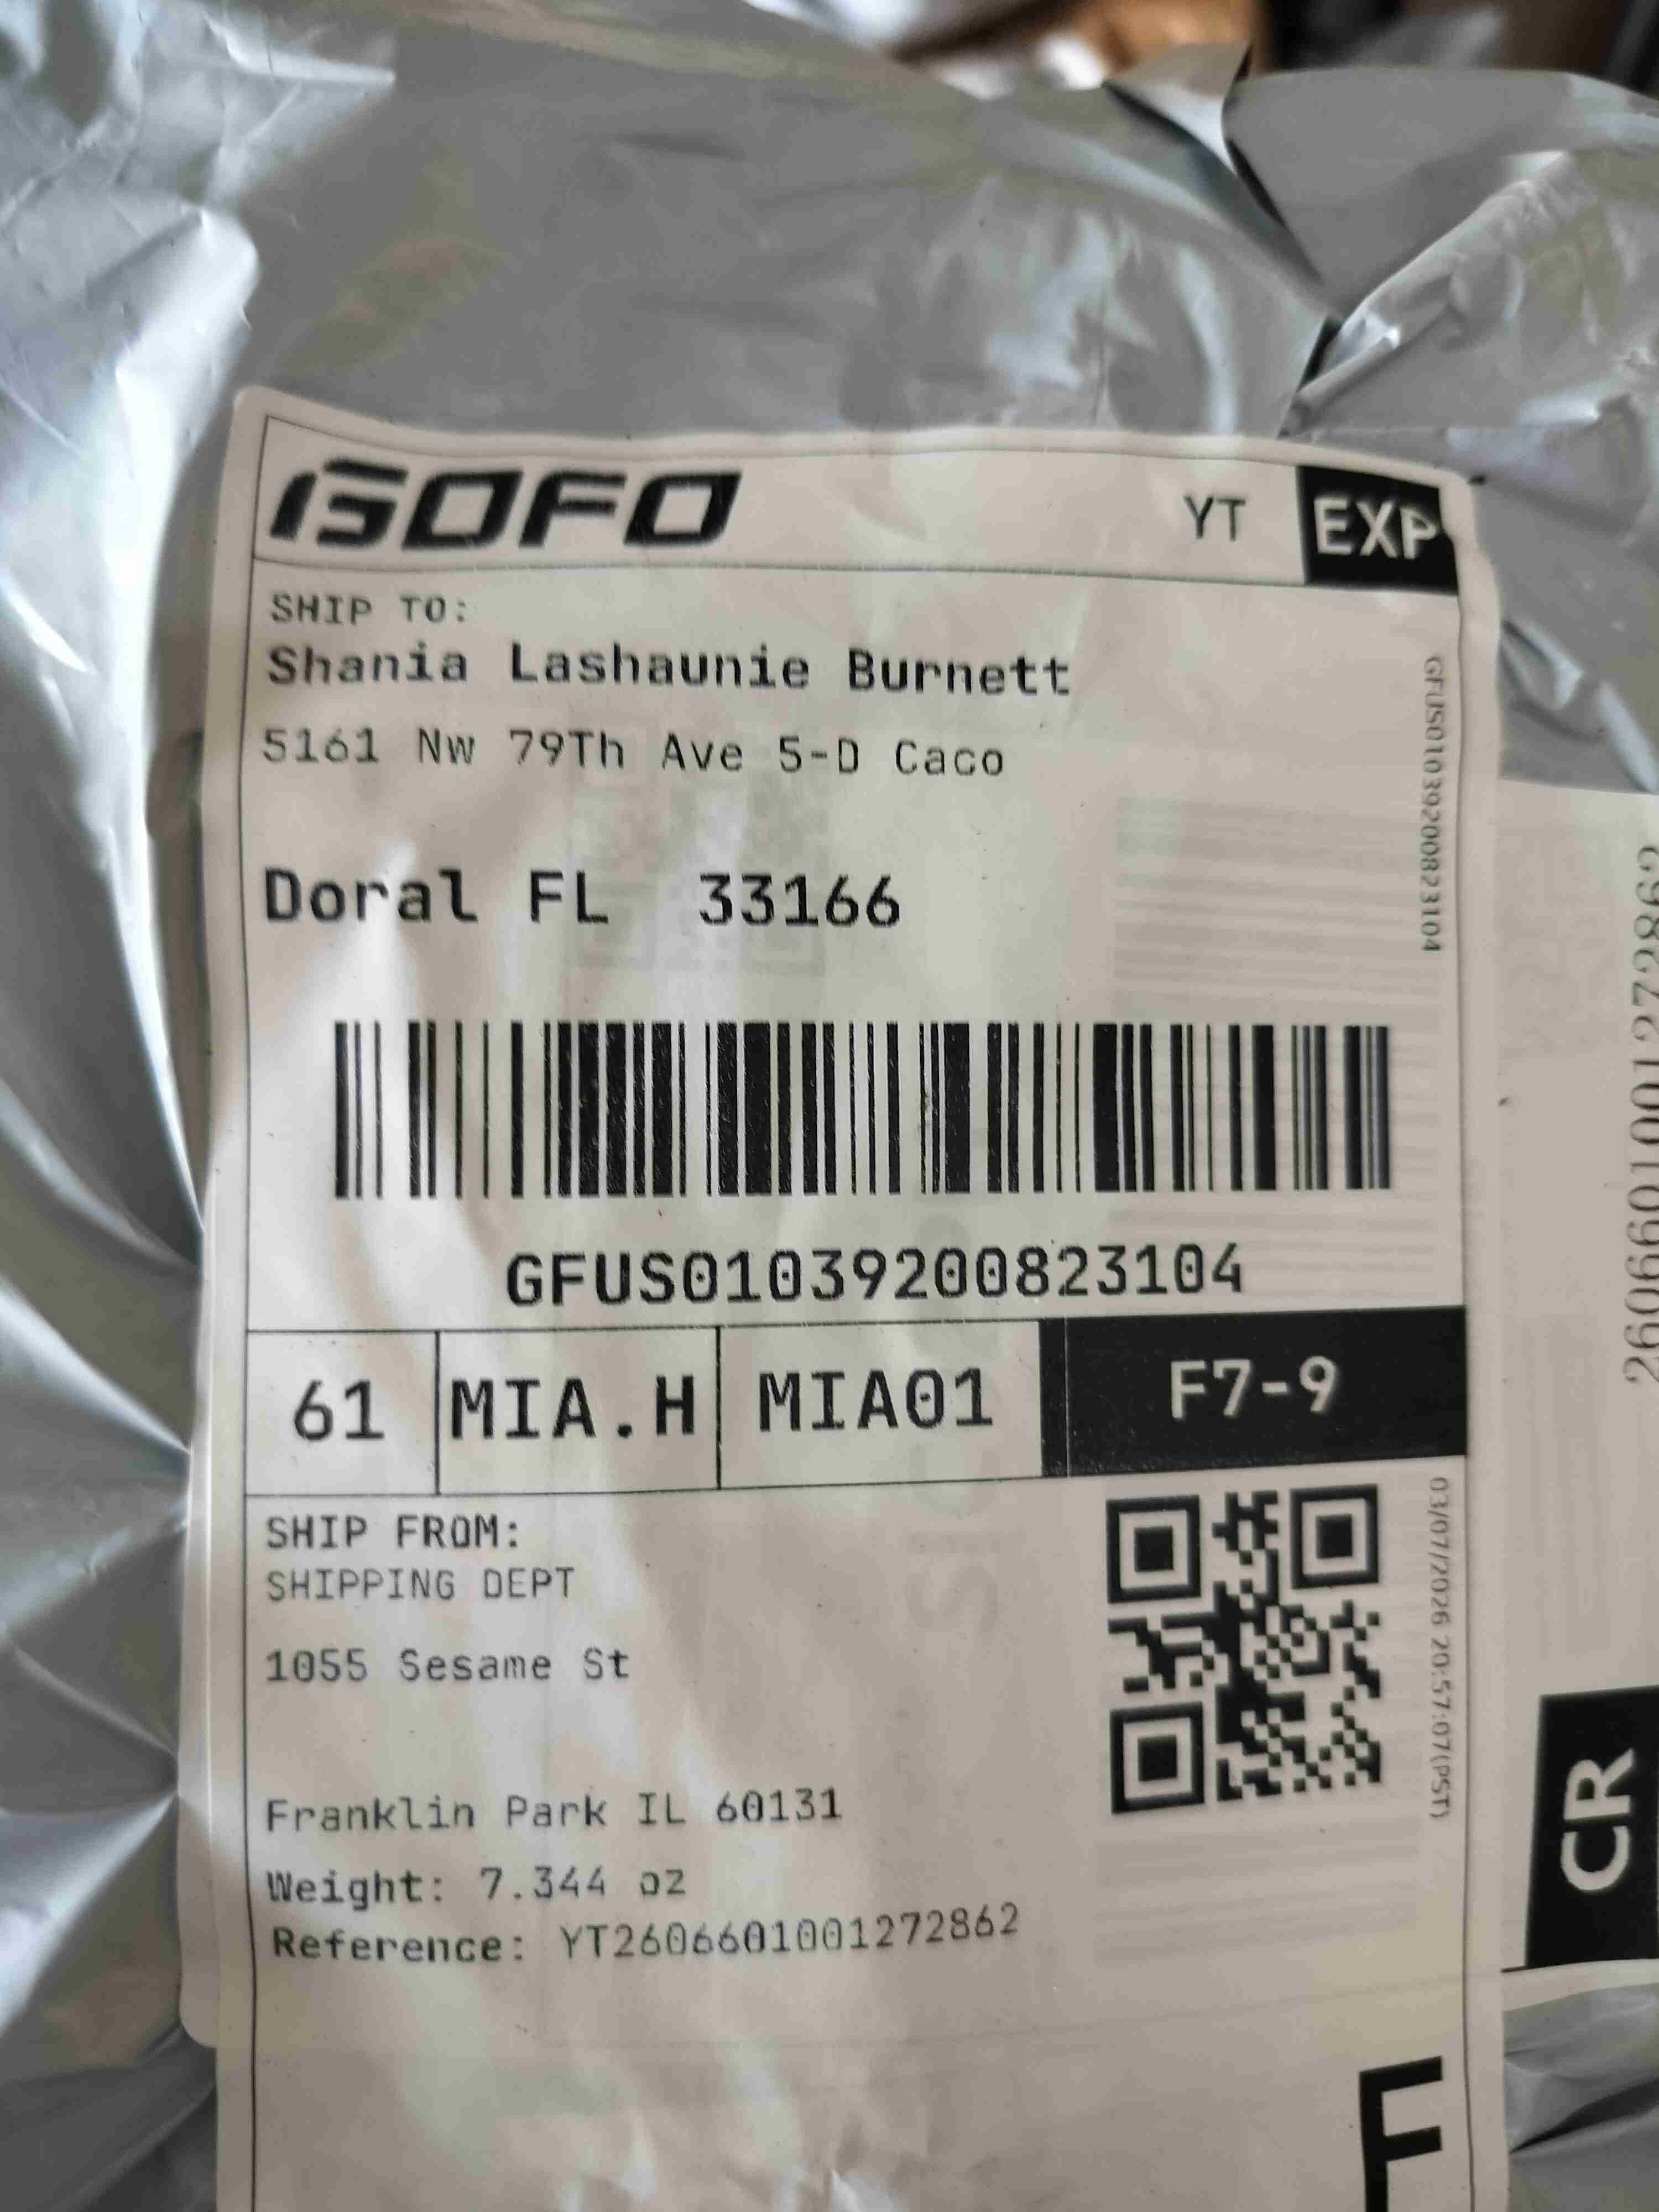 GOFO
YT EXP
SHIP TO:
Shania Lashaunie Burnett
5161 Nw 79Th Ave 5-D Caco
Doral FL 33166
GFUS01039200823104
GFUS01039200823104
61 MIA.H MIA01 F7-9
SHIP FROM:
SHIPPING DEPT
1055 Sesame St
Franklin Park IL 60131
Weight: 7.344 oz
Reference: YT2606601001272862
03/07/2026 20:57:07(PST)
F
2606601001272862
CR